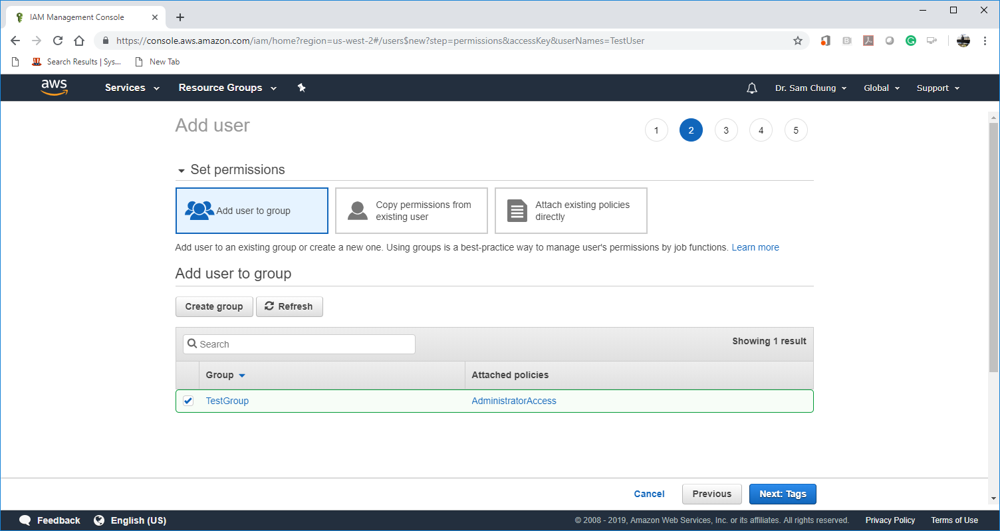 IAM Management Console
https://console.aws.amazon.com/iam/home?region=us-west-2#/users$new?step=permissions&accessKey&userNames=TestUser
Search Results | Sys... New Tab
aws Services Resource Groups Dr. Sam Chung Global Support
Add user 1 2 3 4 5
Set permissions
Add user to group
Copy permissions from
existing user
Attach existing policies
directly
Add user to an existing group or create a new one. Using groups is a best-practice way to manage user's permissions by job functions. Learn more
Add user to group
Create group Refresh
Search Showing 1 result
Group Attached policies
TestGroup AdministratorAccess
Cancel Previous Next: Tags
Feedback English (US) © 2008 - 2019, Amazon Web Services, Inc. or its affiliates. All rights reserved. Privacy Policy Terms of Use